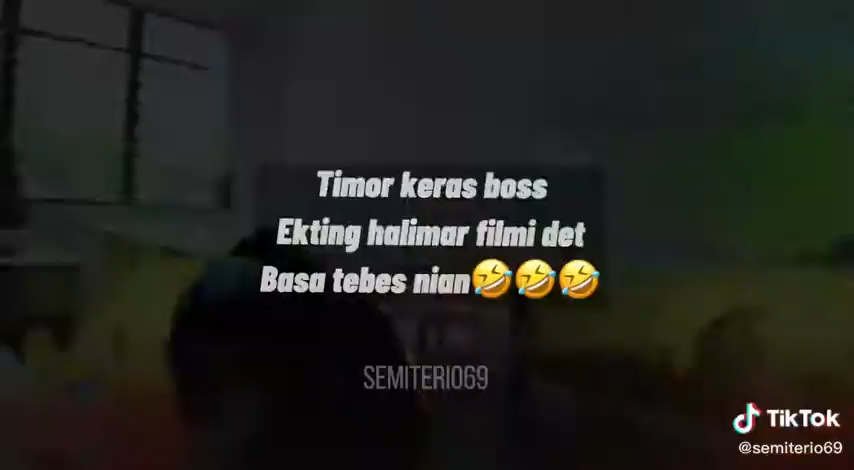 Timor keras boss
Ekting halimar filmi det
Basa tebes nian🤣🤣🤣
SEMITERIO69
TikTok
@semiterio69